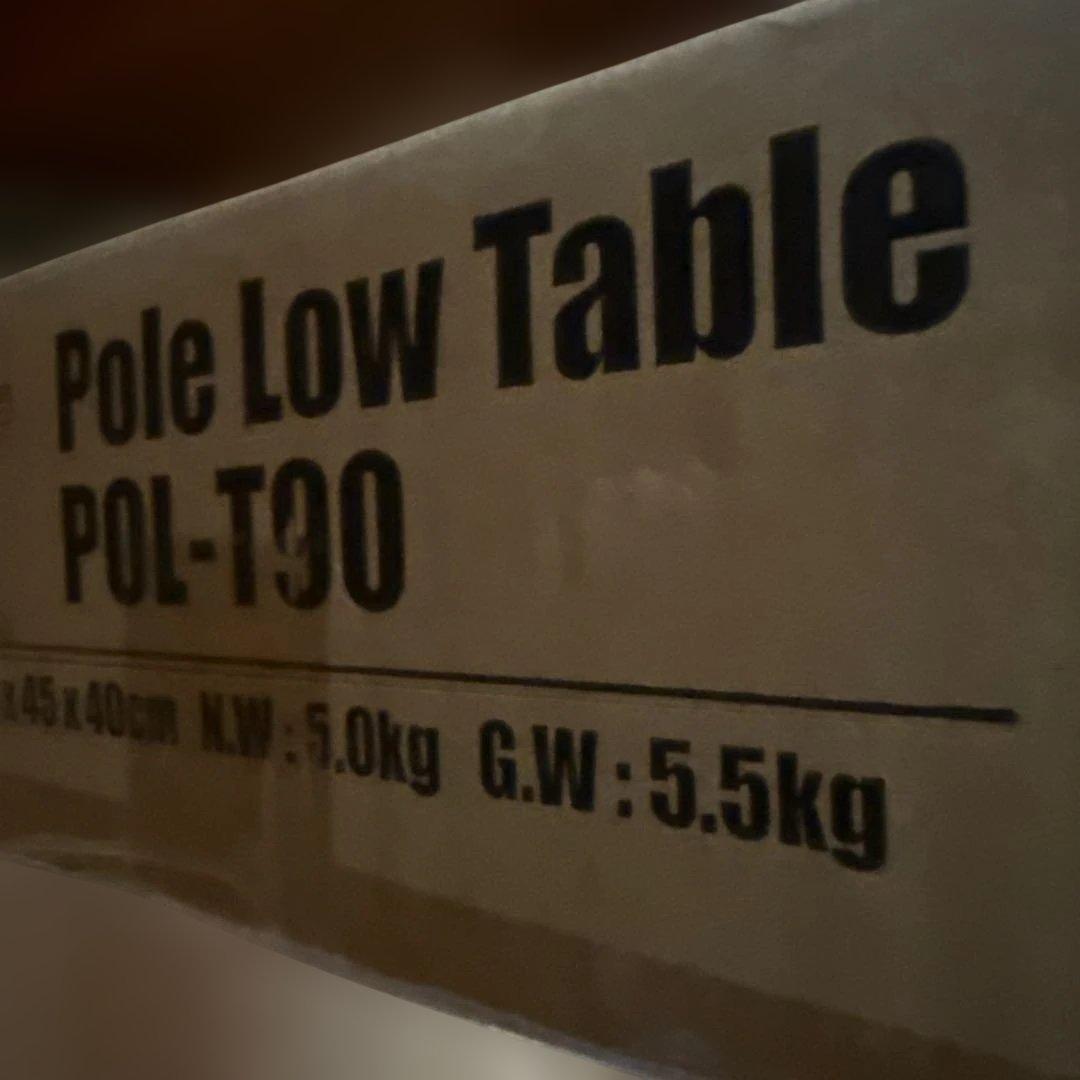 Pole Low Table
POL-T90
x 45 x 40cm N.W : 5.0kg G.W : 5.5kg